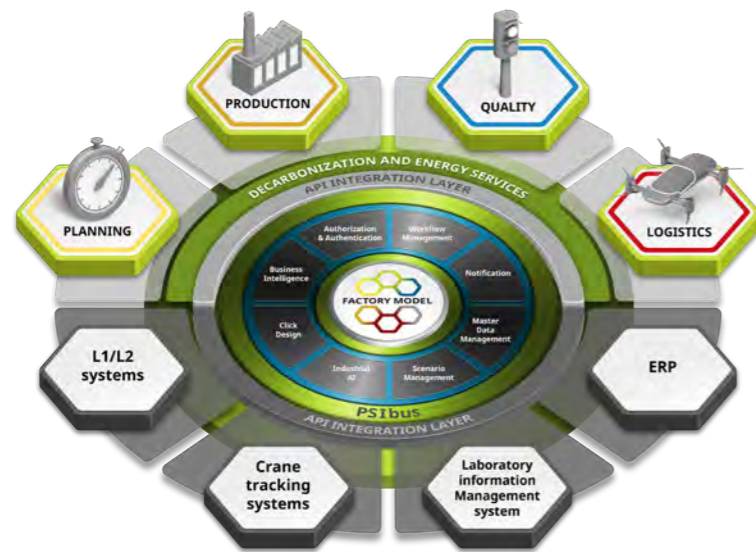 PRODUCTION
QUALITY
PLANNING
LOGISTICS
DECARBONIZATION AND ENERGY SERVICES
API INTEGRATION LAYER
Authorization
& Authentication
Workflow
Management
Business
Intelligence
Notification
FACTORY MODEL
Click
Design
Master
Data
Management
Industrial
AI
Scenario
Management
PSIbus
API INTEGRATION LAYER
L1/L2
systems
ERP
Crane
tracking
systems
Laboratory
information
Management
system